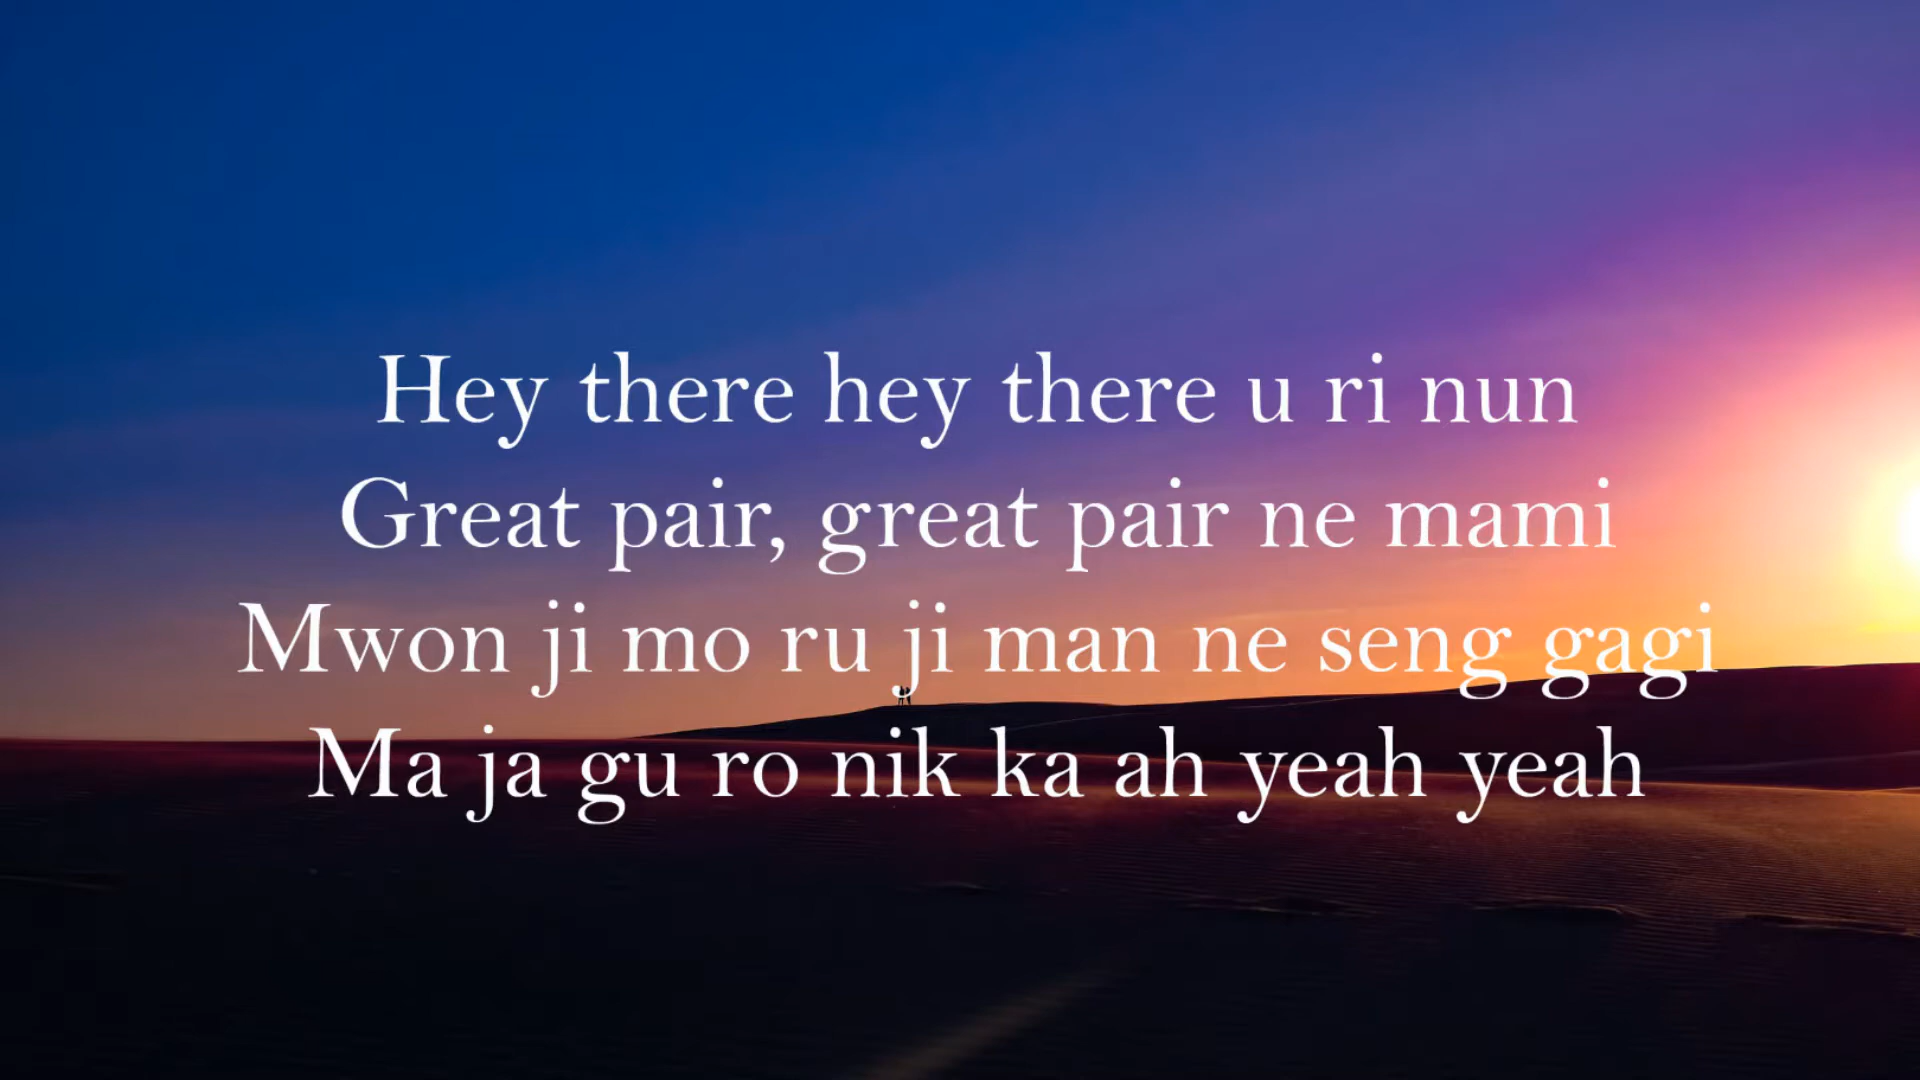 Hey there hey there u ri nun
Great pair, great pair ne mami
Mwon ji mo ru ji man ne seng gagi
Ma ja gu ro nik ka ah yeah yeah